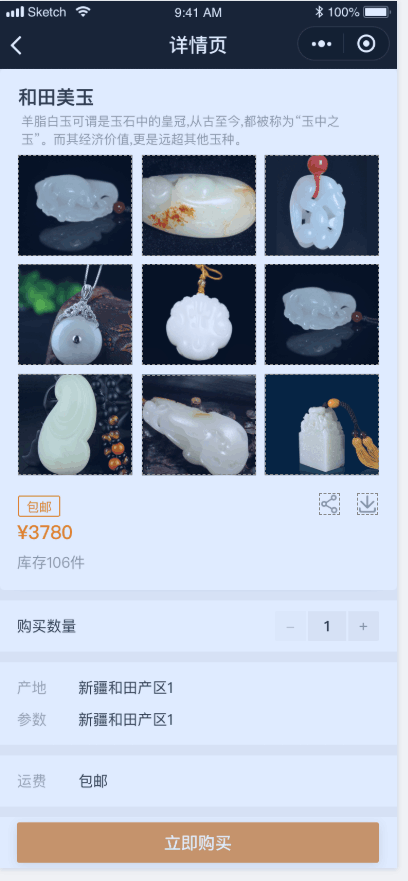 Sketch 9:41 AM 100%
详情页
和田美玉
羊脂白玉可谓是玉石中的皇冠,从古至今,都被称为“玉中之
玉”。而其经济价值,更是远超其他玉种。
包邮
¥3780
库存106件
购买数量 － 1 +
产地 新疆和田产区1
参数 新疆和田产区1
运费 包邮
立即购买